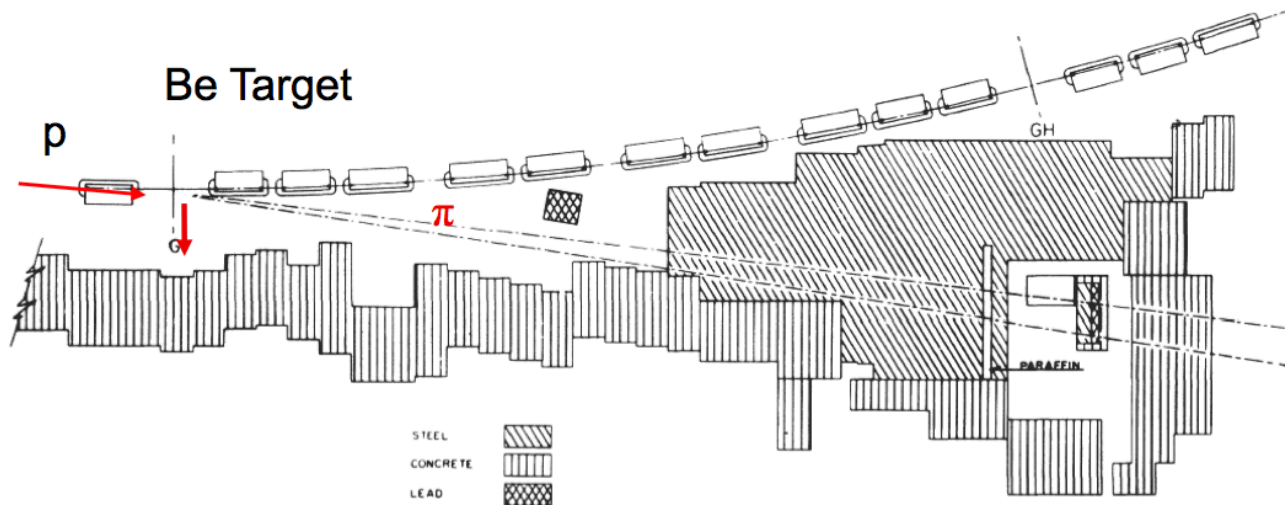 Be Target
p
GH
G
π
PARAFFIN
STEEL
CONCRETE
LEAD